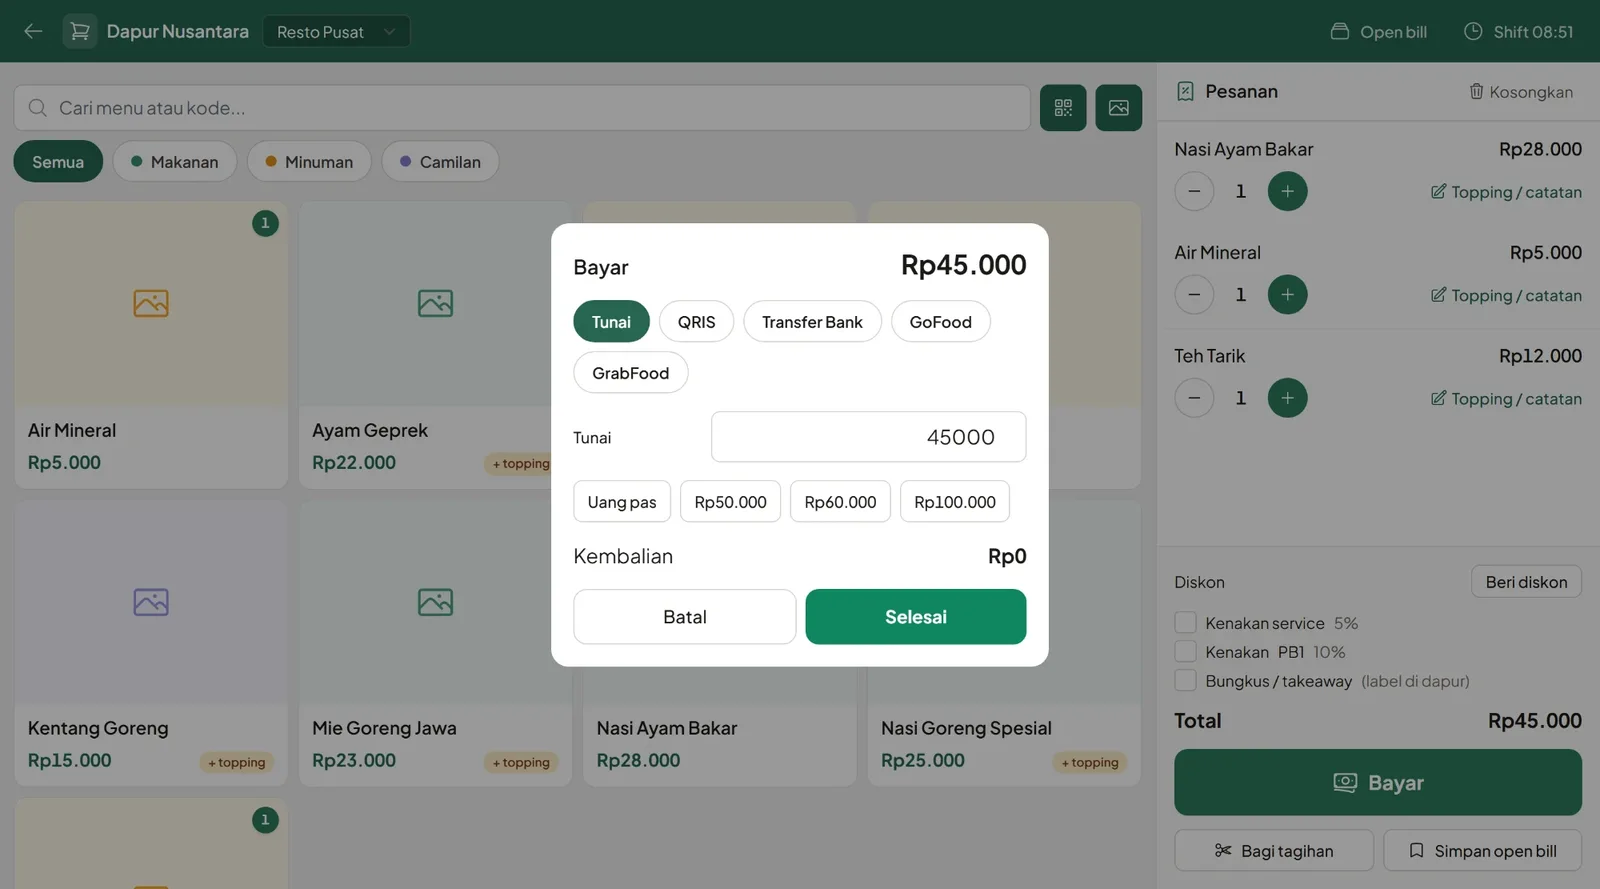 Dapur Nusantara
Resto Pusat
Open bill
Shift 08:51
Cari menu atau kode...
Semua
Makanan
Minuman
Camilan
1
Air Mineral
Rp5.000
Ayam Geprek
Rp22.000
+ topping
Kentang Goreng
Rp15.000
+ topping
Mie Goreng Jawa
Rp23.000
+ topping
Nasi Ayam Bakar
Rp28.000
Nasi Goreng Spesial
Rp25.000
+ topping
1
Bayar
Rp45.000
Tunai
QRIS
Transfer Bank
GoFood
GrabFood
Tunai
45000
Uang pas
Rp50.000
Rp60.000
Rp100.000
Kembalian
Rp0
Batal
Selesai
Pesanan
Kosongkan
Nasi Ayam Bakar
Rp28.000
1
Topping / catatan
Air Mineral
Rp5.000
1
Topping / catatan
Teh Tarik
Rp12.000
1
Topping / catatan
Diskon
Beri diskon
Kenakan service 5%
Kenakan PB1 10%
Bungkus / takeaway (label di dapur)
Total
Rp45.000
Bayar
Bagi tagihan
Simpan open bill